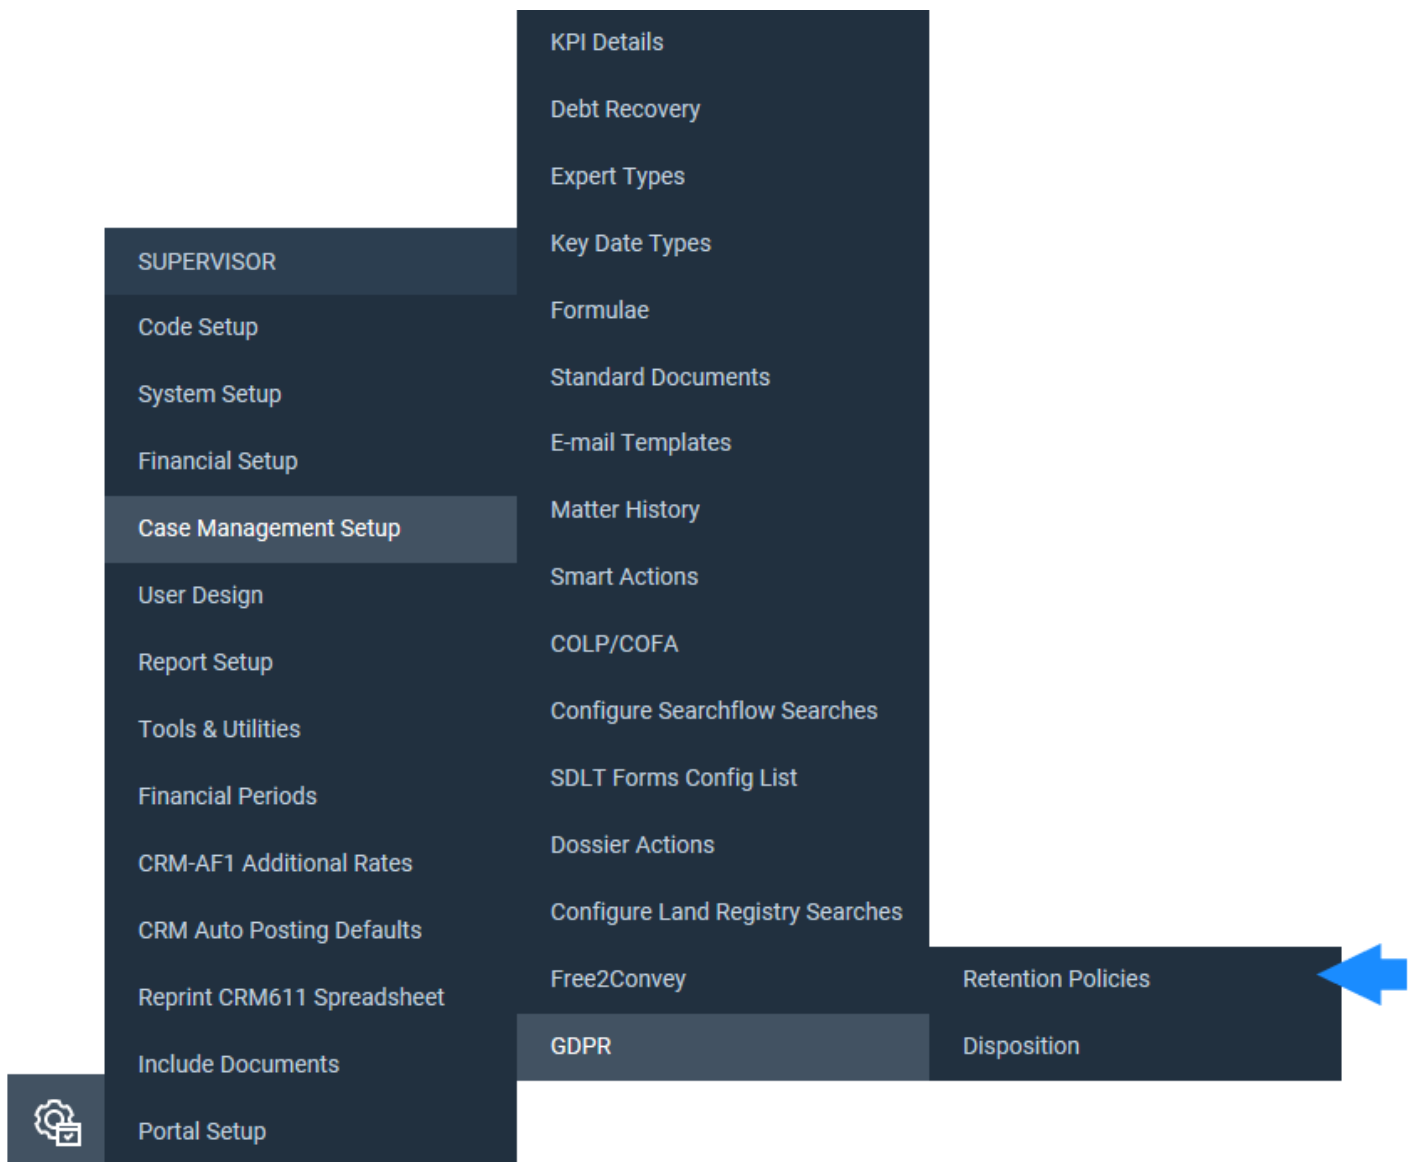 SUPERVISOR
Code Setup
System Setup
Financial Setup
Case Management Setup
User Design
Report Setup
Tools & Utilities
Financial Periods
CRM-AF1 Additional Rates
CRM Auto Posting Defaults
Reprint CRM611 Spreadsheet
Include Documents
Portal Setup
KPI Details
Debt Recovery
Expert Types
Key Date Types
Formulae
Standard Documents
E-mail Templates
Matter History
Smart Actions
COLP/COFA
Configure Searchflow Searches
SDLT Forms Config List
Dossier Actions
Configure Land Registry Searches
Free2Convey
GDPR
Retention Policies
Disposition